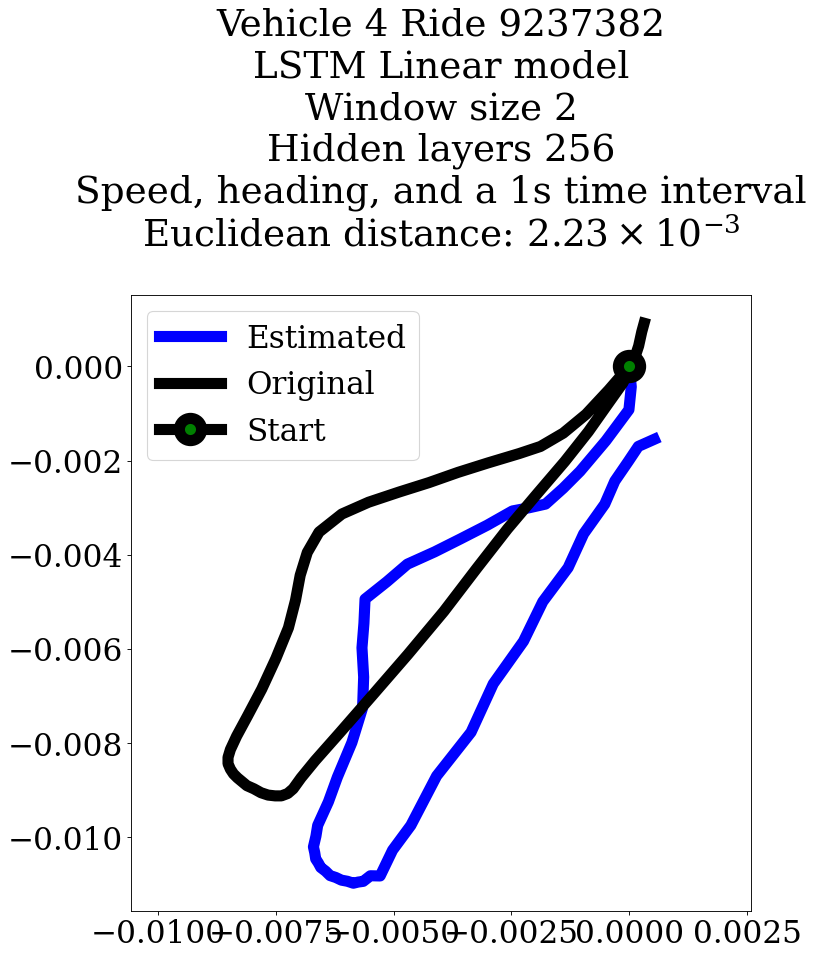 Vehicle 4 Ride 9237382
LSTM Linear model
Window size 2
Hidden layers 256
Speed, heading, and a 1s time interval
Euclidean distance: 2.23 × 10⁻³
Estimated
Original
Start
0.000
−0.002
−0.004
−0.006
−0.008
−0.010
−0.0100 −0.0075 −0.0050 −0.0025 0.0000 0.0025